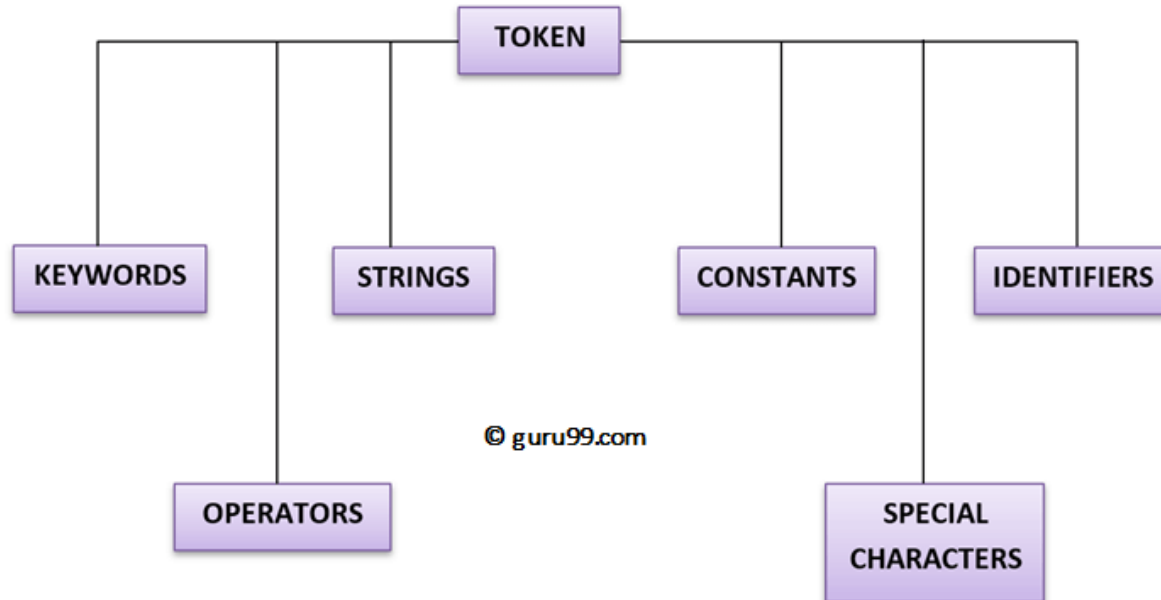 TOKEN
KEYWORDS
STRINGS
CONSTANTS
IDENTIFIERS
© guru99.com
OPERATORS
SPECIAL
CHARACTERS